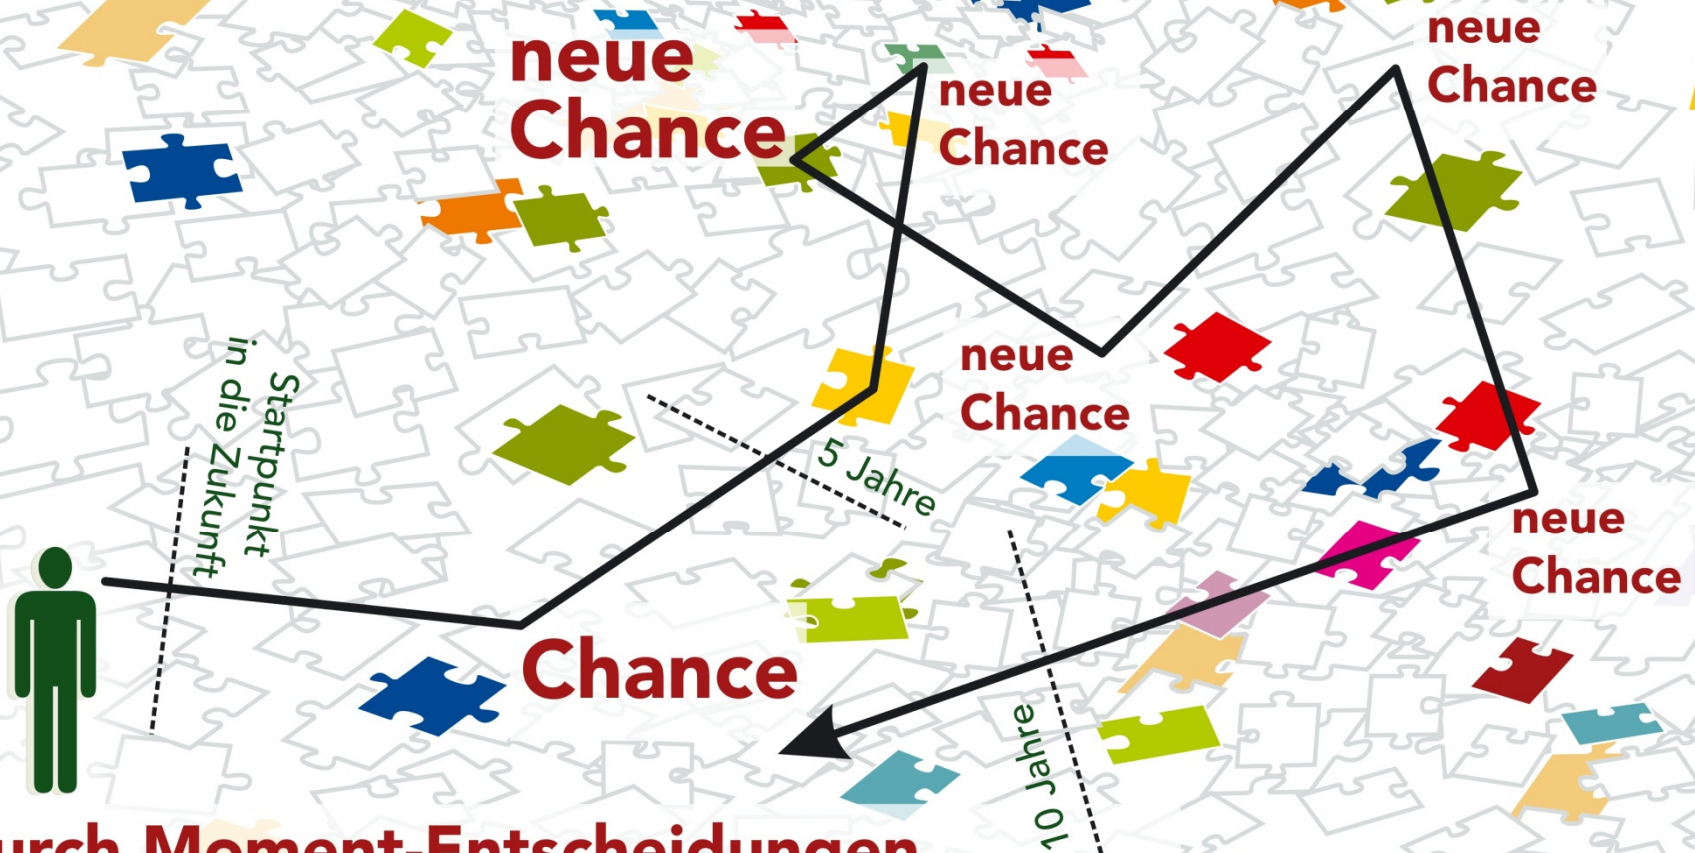 neue
Chance
neue
Chance
neue
Chance
neue
Chance
neue
Chance
Startpunkt
in die Zukunft
5 Jahre
Chance
10 Jahre
Moment-Entscheidungen